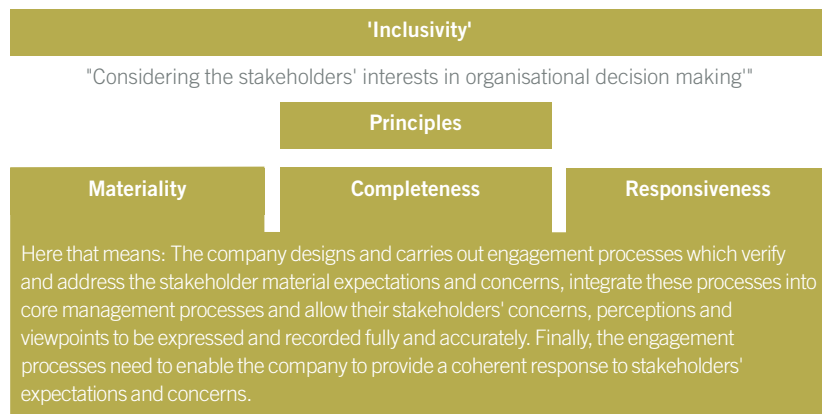 'Inclusivity'
"Considering the stakeholders' interests in organisational decision making'"
Principles
Materiality
Completeness
Responsiveness
Here that means: The company designs and carries out engagement processes which verify
and address the stakeholder material expectations and concerns, integrate these processes into
core management processes and allow their stakeholders' concerns, perceptions and
viewpoints to be expressed and recorded fully and accurately. Finally, the engagement
processes need to enable the company to provide a coherent response to stakeholders'
expectations and concerns.